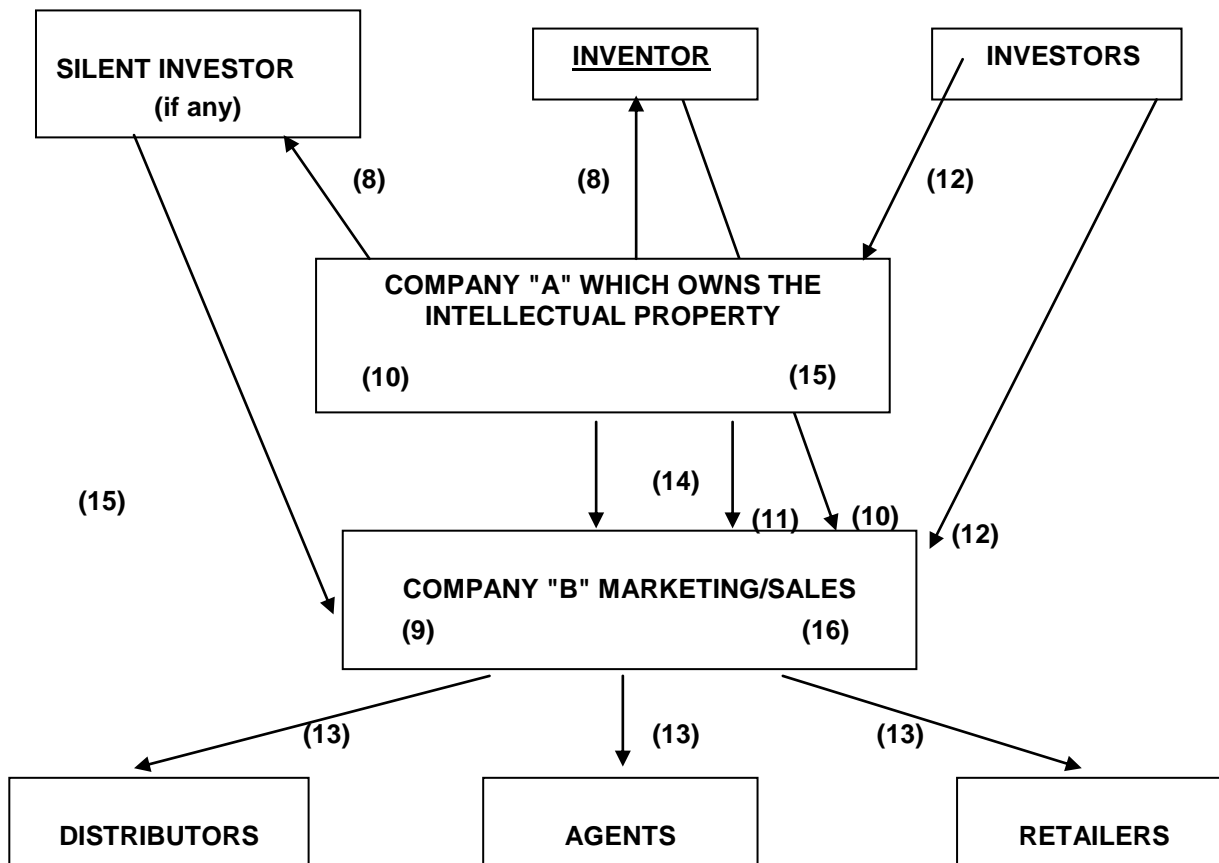 SILENT INVESTOR
(if any)
INVENTOR
INVESTORS
(8)
(8)
(12)
COMPANY "A" WHICH OWNS THE
INTELLECTUAL PROPERTY
(10)
(15)
(15)
(14)
(11)
(10)
(12)
COMPANY "B" MARKETING/SALES
(9)
(16)
(13)
(13)
(13)
DISTRIBUTORS
AGENTS
RETAILERS